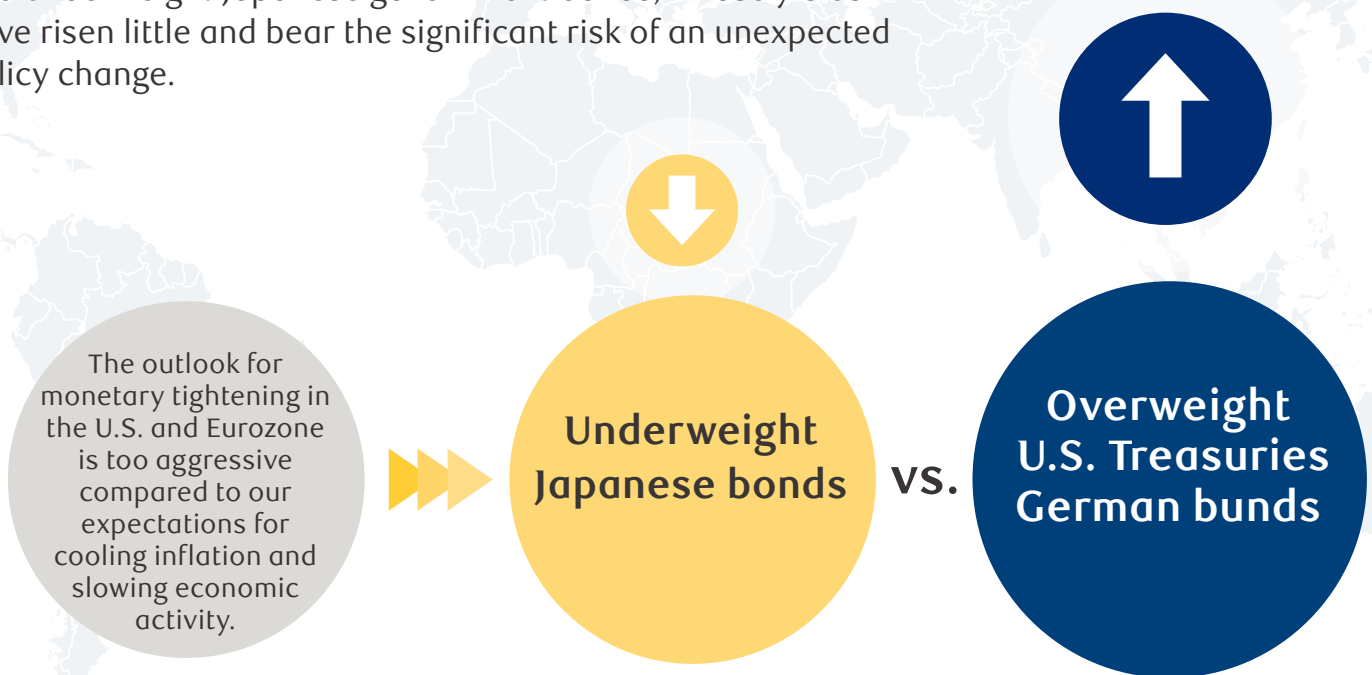 ve risen little and bear the significant risk of an unexpected
licy change.
The outlook for
monetary tightening in
the U.S. and Eurozone
is too aggressive
compared to our
expectations for
cooling inflation and
slowing economic
activity.
Underweight
Japanese bonds
vs.
Overweight
U.S. Treasuries
German bunds